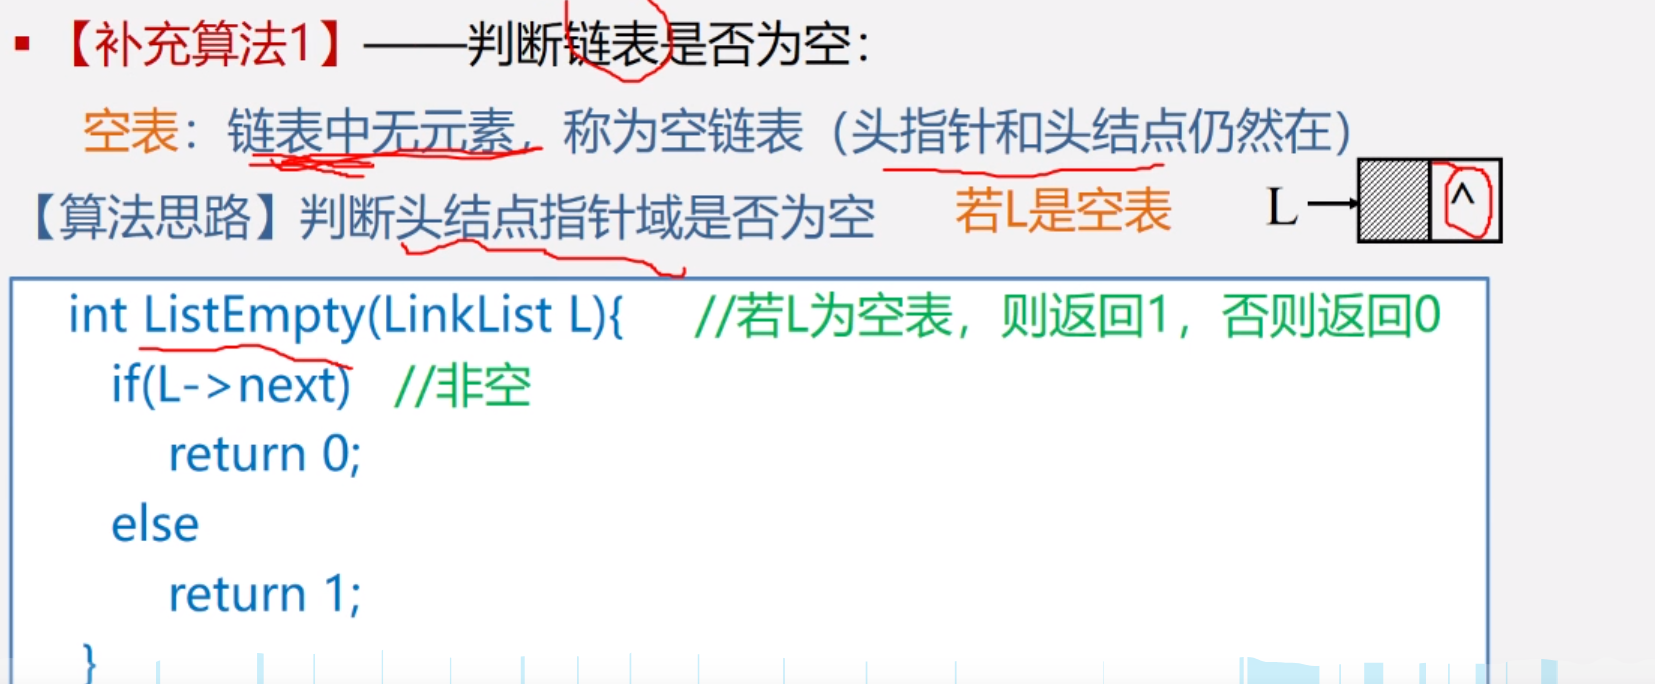 ▪ 【补充算法1】——判断链表是否为空：
空表：链表中无元素，称为空链表（头指针和头结点仍然在）
【算法思路】判断头结点指针域是否为空 若L是空表 L ^
int ListEmpty(LinkList L){ //若L为空表，则返回1，否则返回0
if(L->next) //非空
return 0;
else
return 1;
}